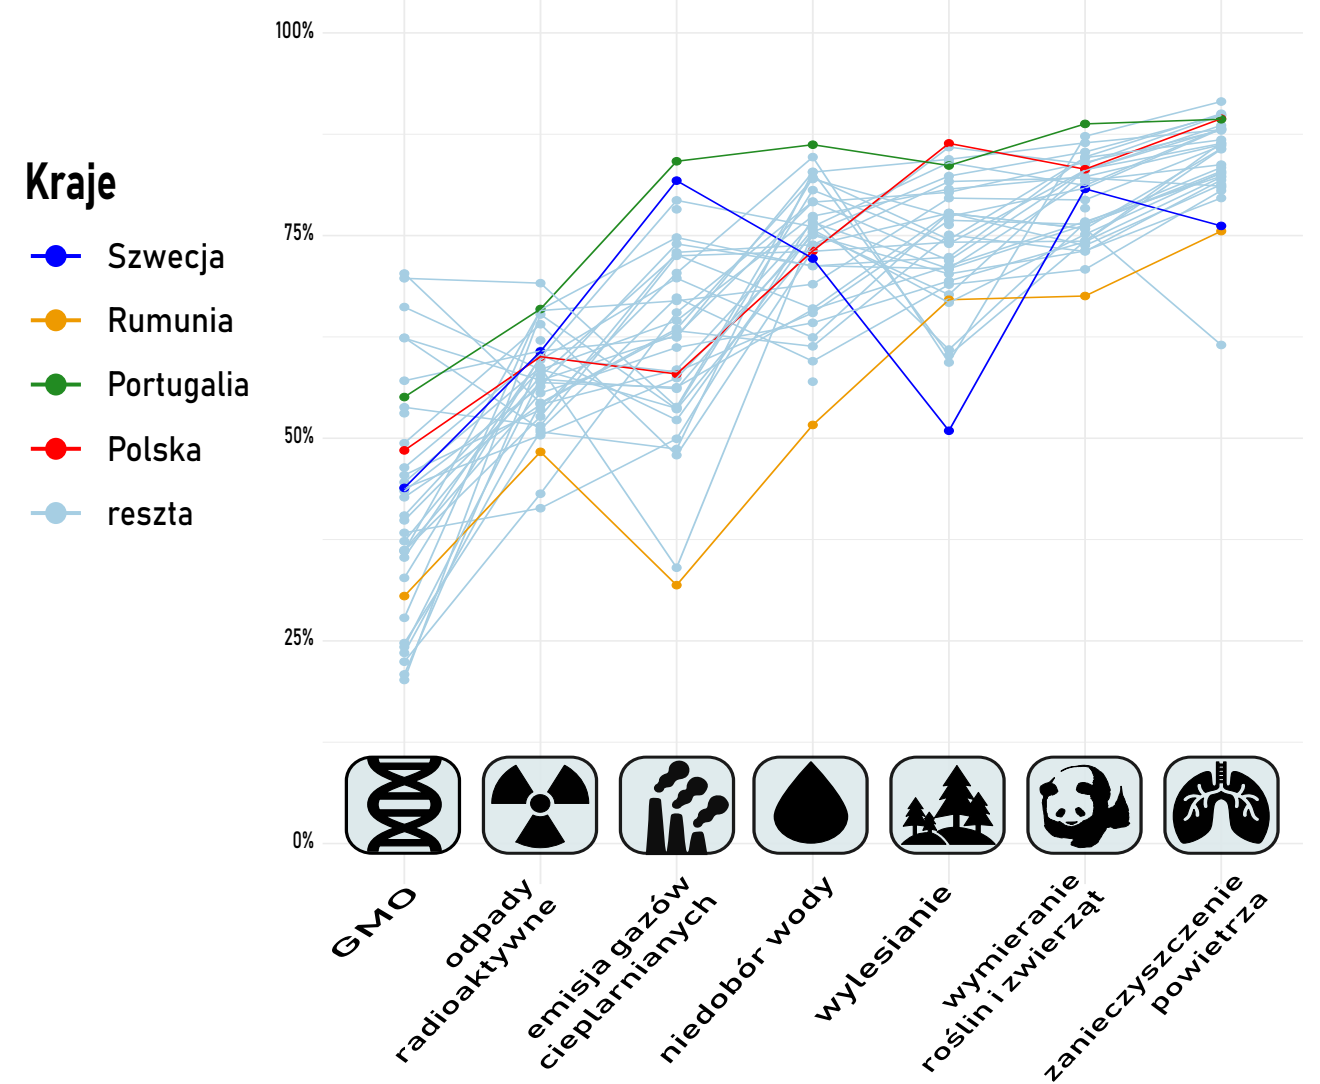 Kraje
Szwecja
Rumunia
Portugalia
Polska
reszta
100%
75%
50%
25%
0%
GMO
odpady
radioaktywne
emisja gazów
cieplarnianych
niedobór wody
wylesianie
wymieranie
roślin i zwierząt
zanieczyszczenie
powietrza